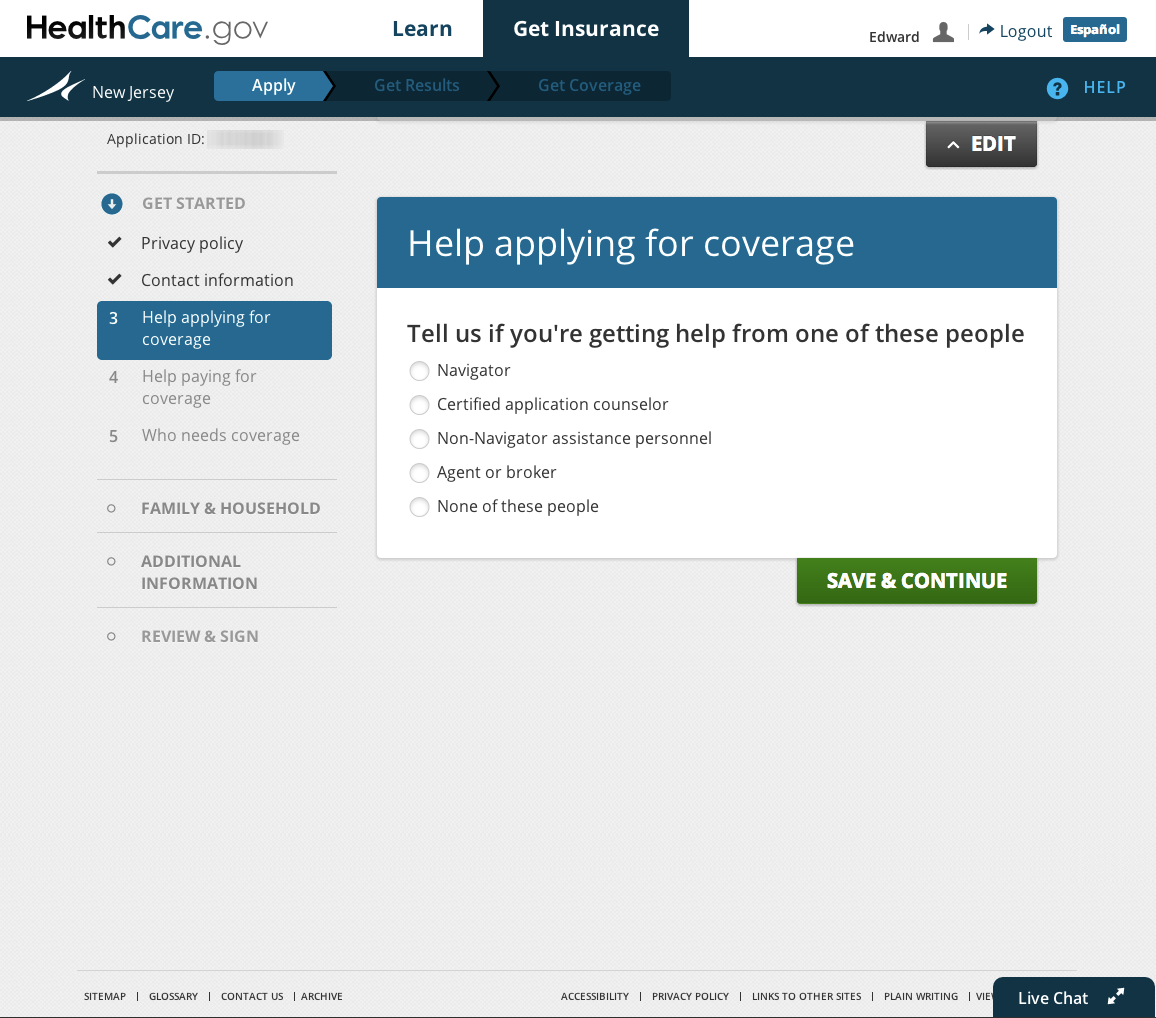 HealthCare.gov
Learn
Get Insurance
Edward
Logout
Español
New Jersey
Apply
Get Results
Get Coverage
? HELP
Application ID:
EDIT
GET STARTED
Privacy policy
Contact information
3 Help applying for
coverage
4 Help paying for
coverage
5 Who needs coverage
FAMILY & HOUSEHOLD
ADDITIONAL
INFORMATION
REVIEW & SIGN
Help applying for coverage
Tell us if you're getting help from one of these people
Navigator
Certified application counselor
Non-Navigator assistance personnel
Agent or broker
None of these people
SAVE & CONTINUE
SITEMAP | GLOSSARY | CONTACT US | ARCHIVE
ACCESSIBILITY | PRIVACY POLICY | LINKS TO OTHER SITES | PLAIN WRITING |
Live Chat